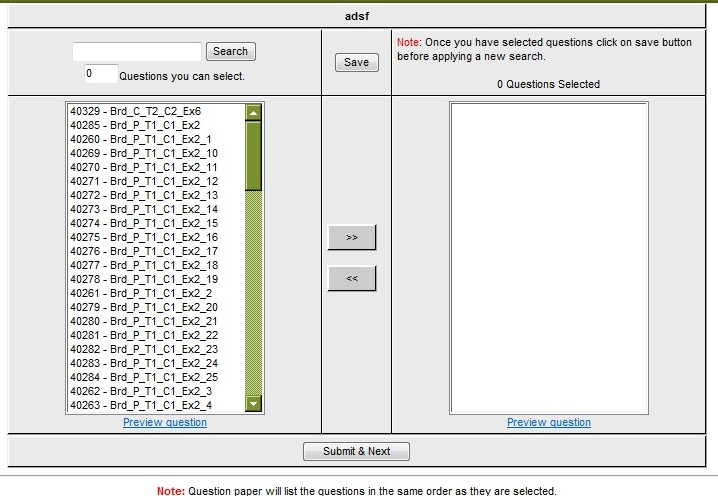 adsf
Search
0 Questions you can select.
Save
Note: Once you have selected questions click on save button
before applying a new search.
0 Questions Selected
40329 - Brd_C_T2_C2_Ex6
40285 - Brd_P_T1_C1_Ex2
40260 - Brd_P_T1_C1_Ex2_1
40269 - Brd_P_T1_C1_Ex2_10
40270 - Brd_P_T1_C1_Ex2_11
40271 - Brd_P_T1_C1_Ex2_12
40272 - Brd_P_T1_C1_Ex2_13
40273 - Brd_P_T1_C1_Ex2_14
40274 - Brd_P_T1_C1_Ex2_15
40275 - Brd_P_T1_C1_Ex2_16
40276 - Brd_P_T1_C1_Ex2_17
40277 - Brd_P_T1_C1_Ex2_18
40278 - Brd_P_T1_C1_Ex2_19
40261 - Brd_P_T1_C1_Ex2_2
40279 - Brd_P_T1_C1_Ex2_20
40280 - Brd_P_T1_C1_Ex2_21
40281 - Brd_P_T1_C1_Ex2_22
40282 - Brd_P_T1_C1_Ex2_23
40283 - Brd_P_T1_C1_Ex2_24
40284 - Brd_P_T1_C1_Ex2_25
40262 - Brd_P_T1_C1_Ex2_3
40263 - Brd_P_T1_C1_Ex2_4
>>
<<
Preview question
Preview question
Submit & Next
Note: Question paper will list the questions in the same order as they are selected.